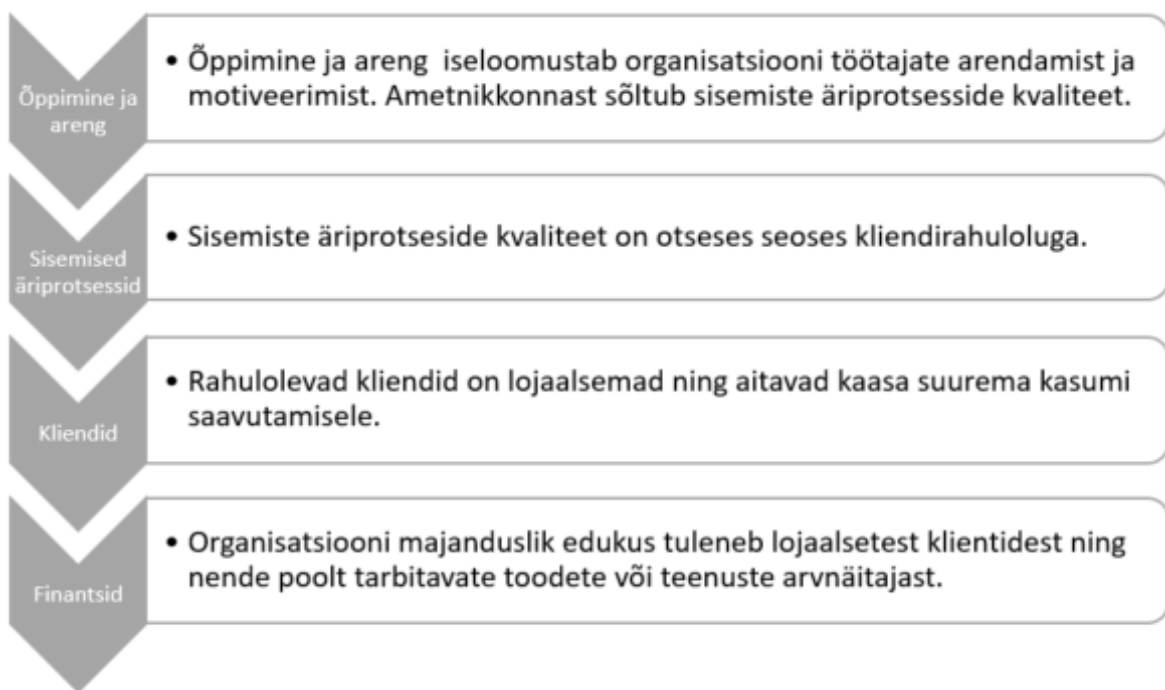 Õppimine ja
areng
• Õppimine ja areng iseloomustab organisatsiooni töötajate arendamist ja
motiveerimist. Ametnikkonnast sõltub sisemiste äriprotsesside kvaliteet.
Sisemised
äriprotsessid
• Sisemiste äriprotseside kvaliteet on otseses seoses kliendirahuloluga.
Kliendid
• Rahulolevad kliendid on lojaalsemad ning aitavad kaasa suurema kasumi
saavutamisele.
Finantsid
• Organisatsiooni majanduslik edukus tuleneb lojaalsetest klientidest ning
nende poolt tarbitavate toodete või teenuste arvnäitajast.